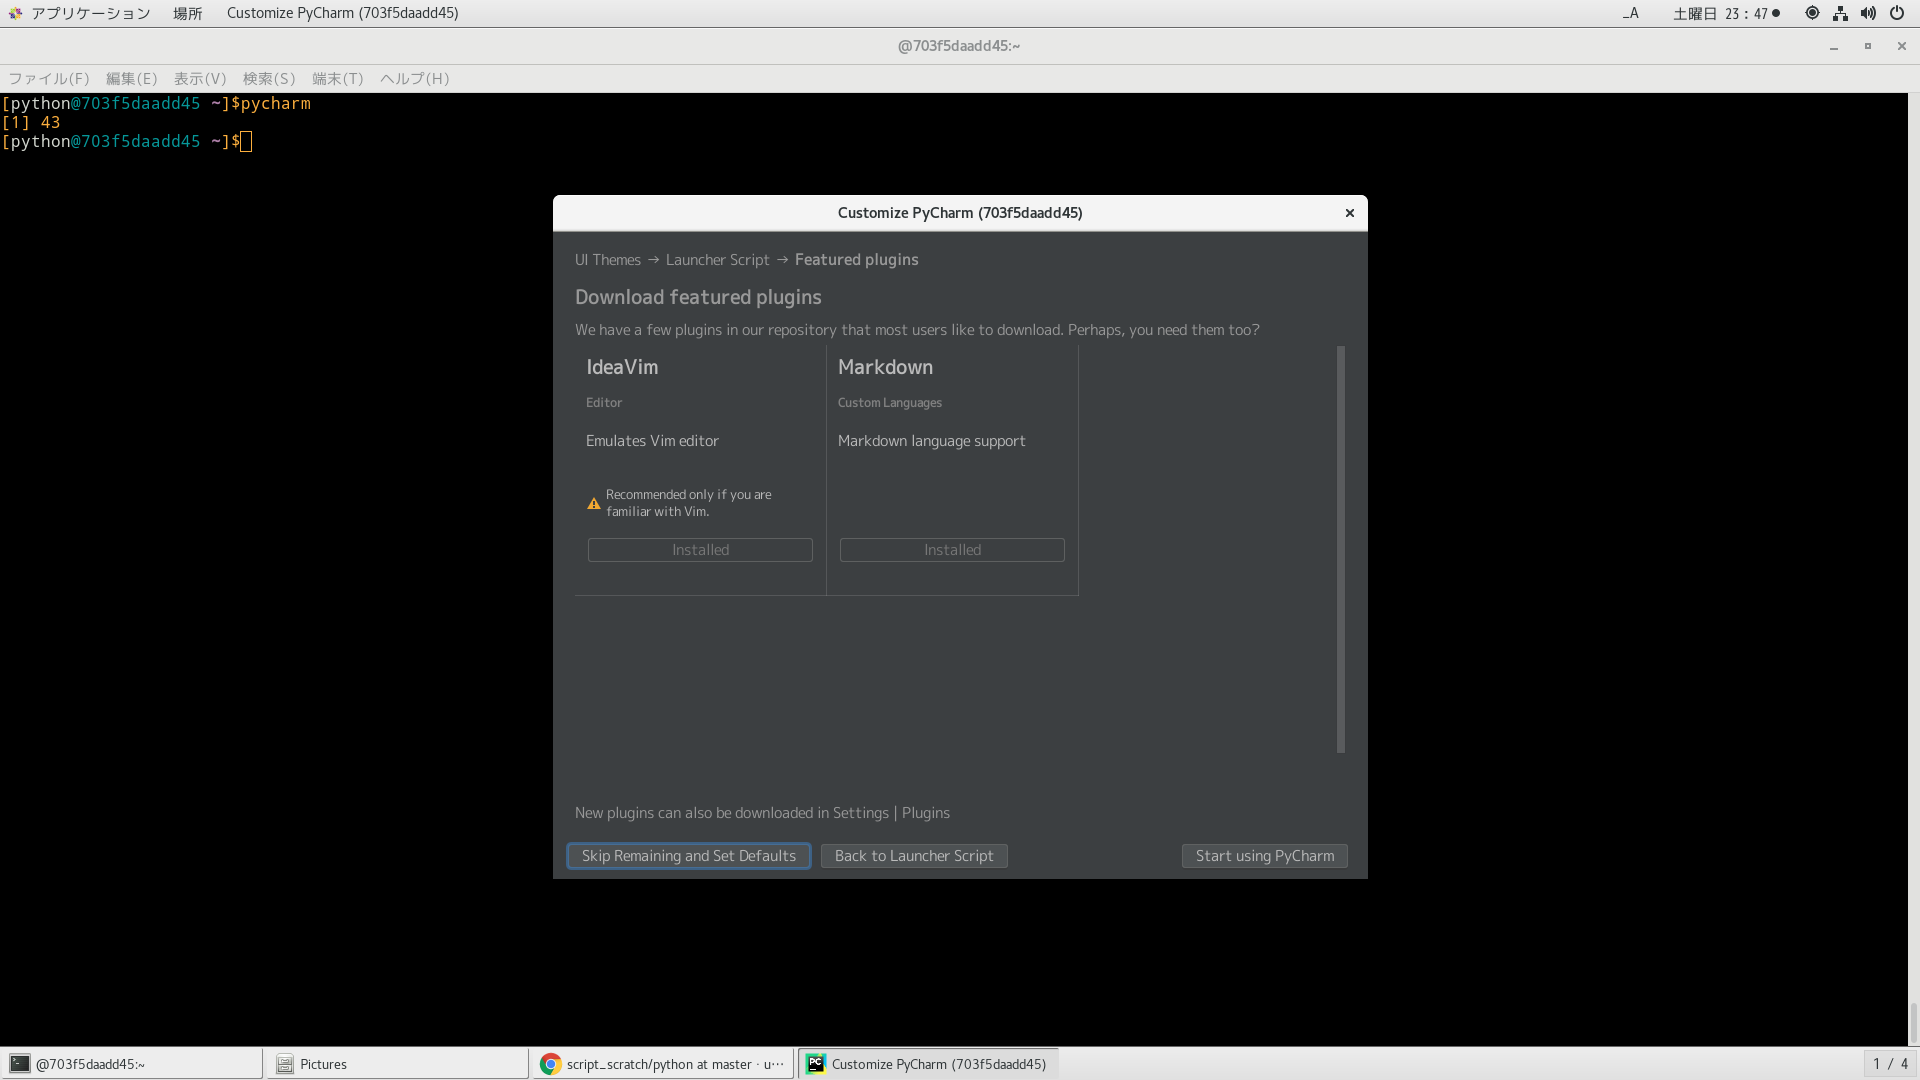 アプリケーション 場所 Customize PyCharm (703f5daadd45) _A 土曜日 23:47
@703f5daadd45:~
ファイル(F) 編集(E) 表示(V) 検索(S) 端末(T) ヘルプ(H)
[python@703f5daadd45 ~]$pycharm
[1] 43
[python@703f5daadd45 ~]$
Customize PyCharm (703f5daadd45)
UI Themes → Launcher Script → Featured plugins
Download featured plugins
We have a few plugins in our repository that most users like to download. Perhaps, you need them too?
IdeaVim
Editor
Emulates Vim editor
Recommended only if you are
familiar with Vim.
Installed
Markdown
Custom Languages
Markdown language support
Installed
New plugins can also be downloaded in Settings | Plugins
Skip Remaining and Set Defaults Back to Launcher Script Start using PyCharm
@703f5daadd45:~ Pictures script_scratch/python at master · u… PC Customize PyCharm (703f5daadd45) 1 / 4